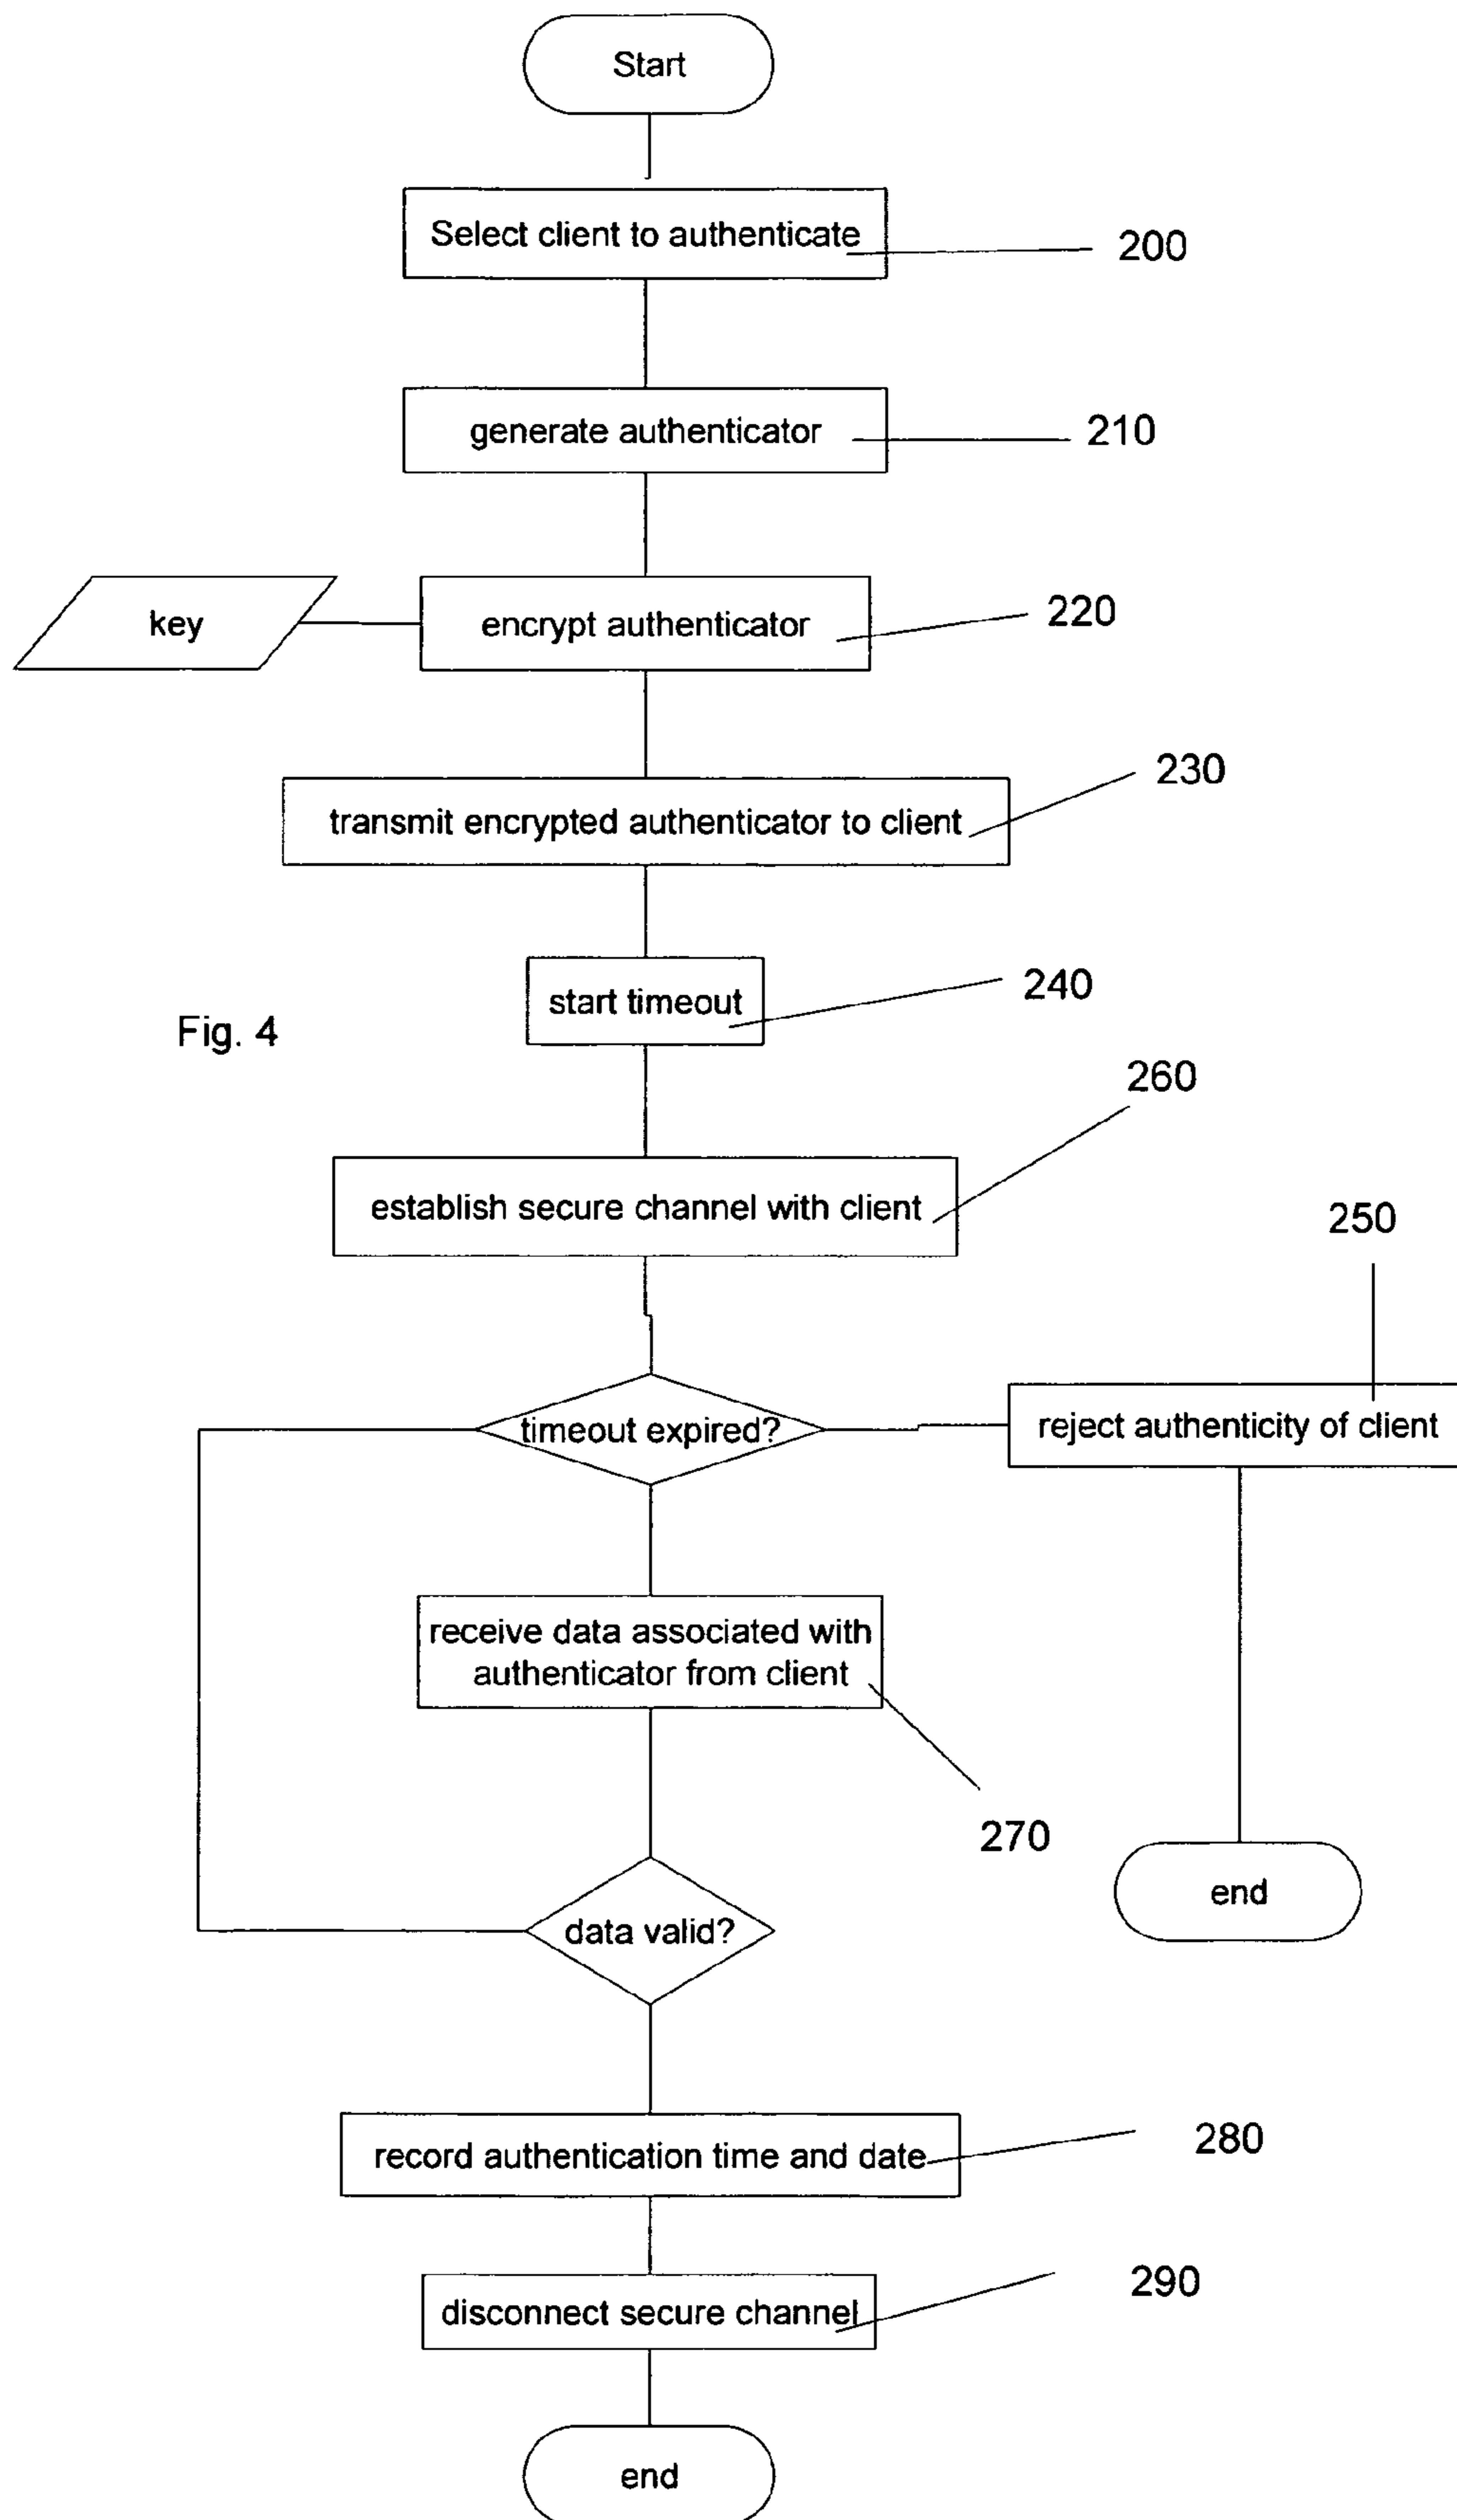 Start
Select client to authenticate
200
generate authenticator
210
key
encrypt authenticator
220
230
transmit encrypted authenticator to client
240
start timeout
Fig. 4
260
establish secure channel with client
250
timeout expired?
reject authenticity of client
receive data associated with
authenticator from client
270
end
data valid?
280
record authentication time and date
290
disconnect secure channel
end